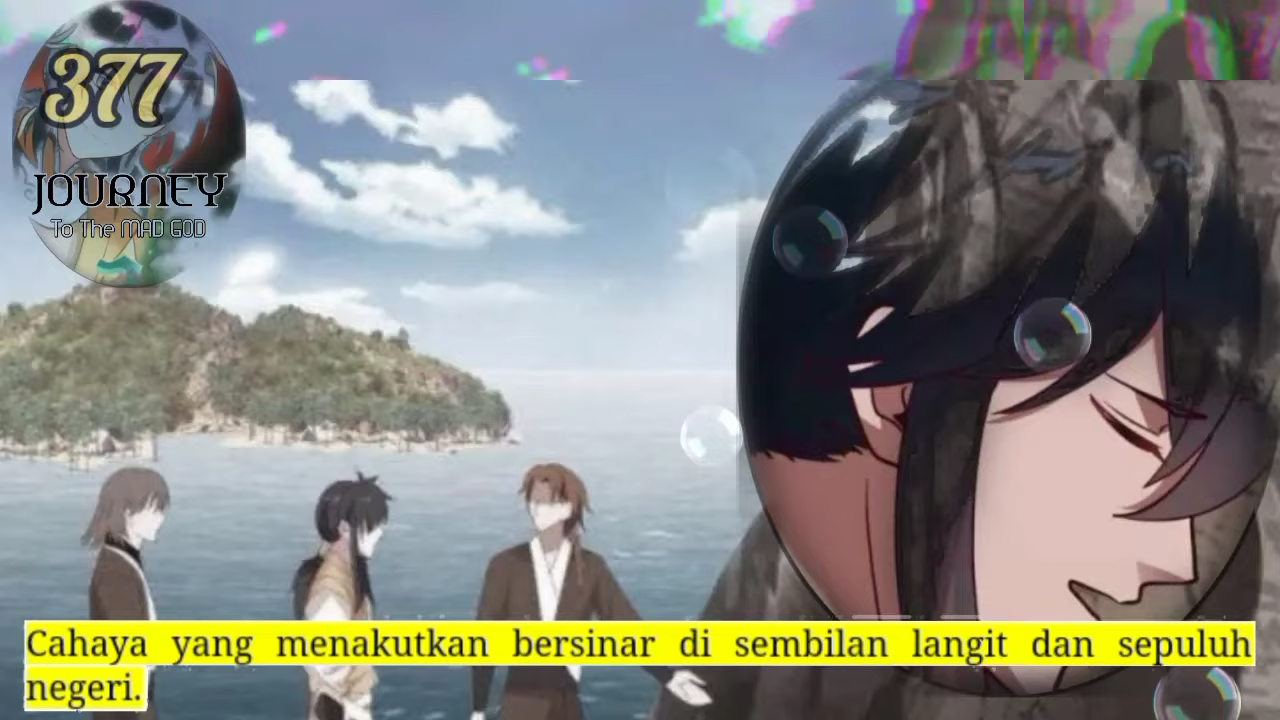 377
JOURNEY
To The MAD GOD
Cahaya yang menakutkan bersinar di sembilan langit dan sepuluh
negeri.